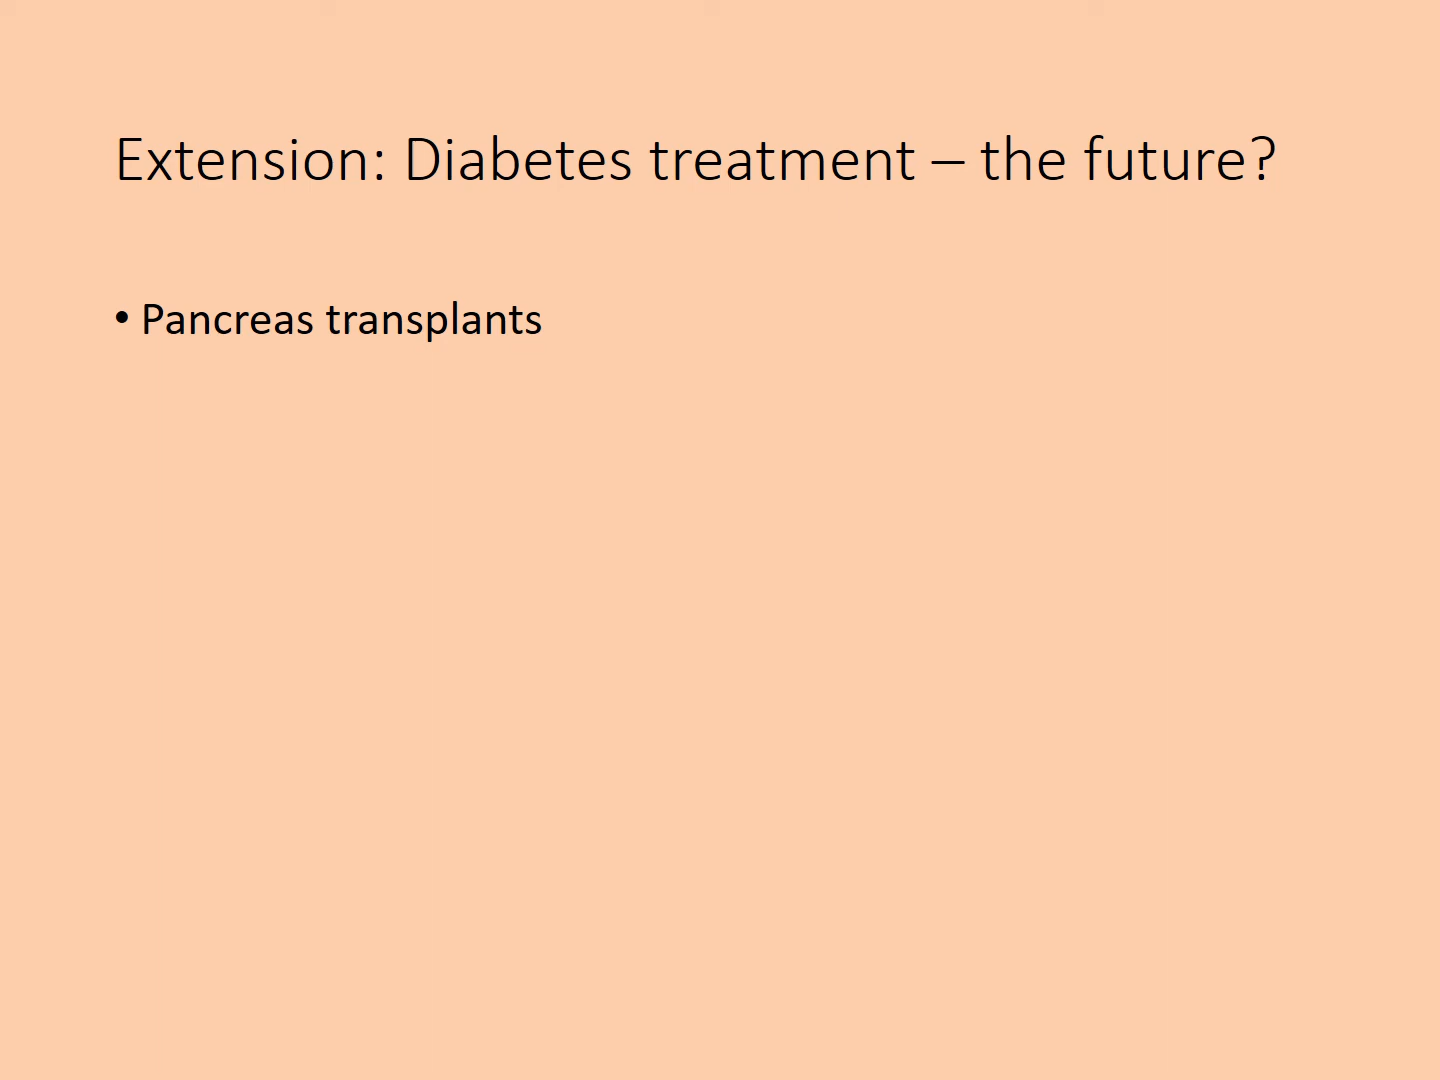 Extension: Diabetes treatment – the future?
• Pancreas transplants